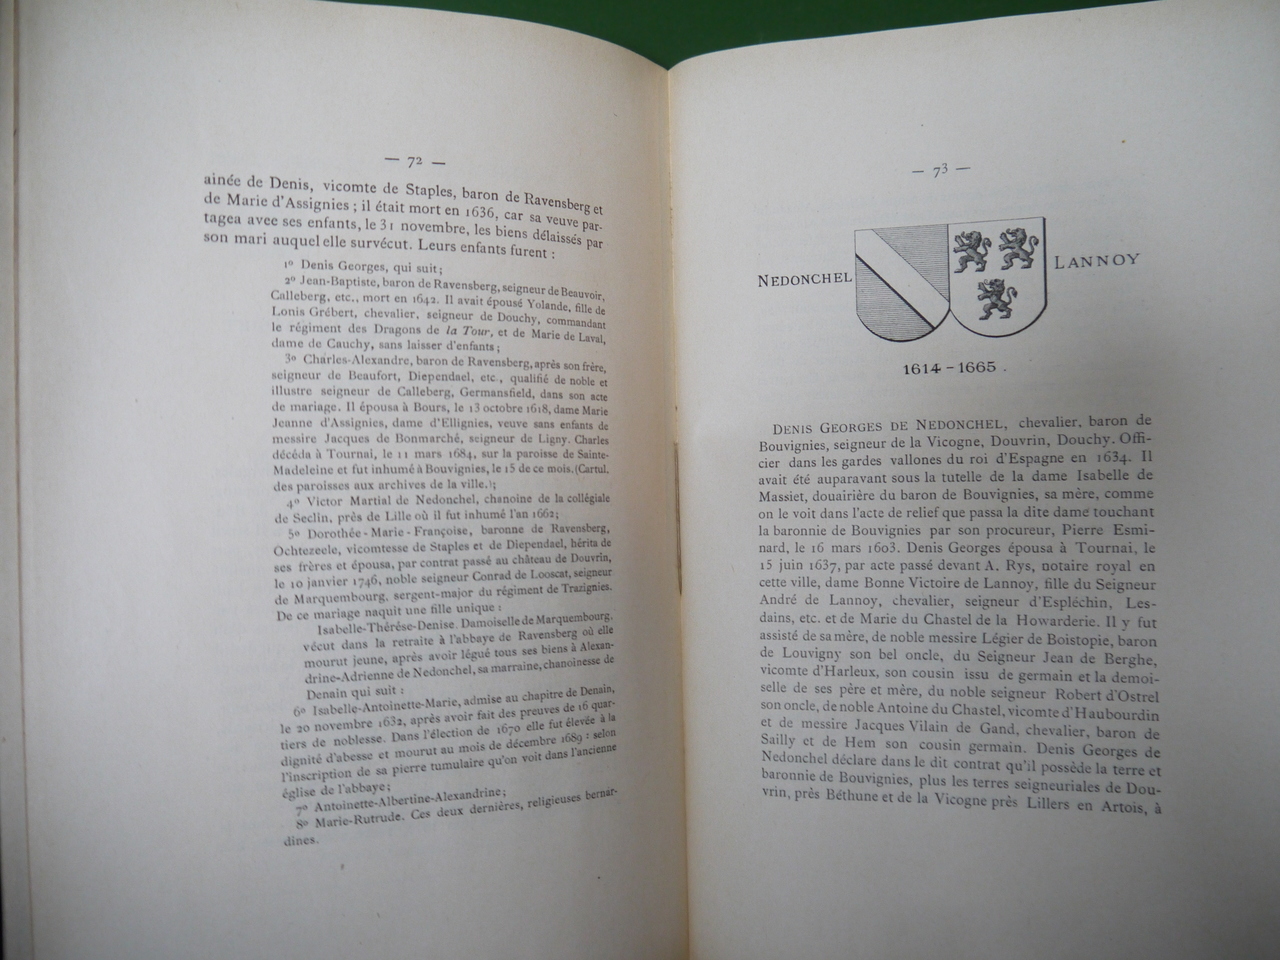 — 72 —
ainée de Denis, vicomte de Staples, baron de Ravensberg et
de Marie d'Assignies ; il était mort en 1636, car sa veuve par-
tagea avec ses enfants, le 31 novembre, les biens délaissés par
son mari auquel elle survécut. Leurs enfants furent :
1º Denis Georges, qui suit ;
2º Jean-Baptiste, baron de Ravensberg, seigneur de Beauvoir,
Calleberg, etc., mort en 1642. Il avait épousé Yolande, fille de
Lonis Grébert, chevalier, seigneur de Douchy, commandant
le régiment des Dragons de la Tour, et de Marie de Laval,
dame de Cauchy, sans laisser d'enfants ;
3º Charles-Alexandre, baron de Ravensberg, après son frère,
seigneur de Beaufort, Diependael, etc., qualifié de noble et
illustre seigneur de Calleberg, Germansfield, dans son acte
de mariage. Il épousa à Bours, le 13 octobre 1618, dame Marie
Jeanne d'Assignies, dame d'Ellignies, veuve sans enfants de
messire Jacques de Bonmarché, seigneur de Ligny. Charles
décéda à Tournai, le 11 mars 1684, sur la paroisse de Sainte-
Madeleine et fut inhumé à Bouvignies, le 15 de ce mois. (Cartul.
des paroisses aux archives de la ville.);
4º Victor Martial de Nedonchel, chanoine de la collégiale
de Seclin, près de Lille où il fut inhumé l'an 1662;
5º Dorothée-Marie-Françoise, baronne de Ravensberg,
Ochtezeele, vicomtesse de Staples et de Diependael, hérita de
ses frères et épousa, par contrat passé au château de Douvrin,
le 10 janvier 1746, noble seigneur Conrad de Looscat, seigneur
de Marquembourg, sergent-major du régiment de Trazignies.
De ce mariage naquit une fille unique :
Isabelle-Thérèse-Denise. Damoiselle de Marquembourg,
vécut dans la retraite à l'abbaye de Ravensberg où elle
mourut jeune, après avoir légué tous ses biens à Alexan-
drine-Adrienne de Nedonchel, sa marraine, chanoinesse de
Denain qui suit :
6º Isabelle-Antoinette-Marie, admise au chapitre de Denain,
le 20 novembre 1632, après avoir fait des preuves de 16 quar-
tiers de noblesse. Dans l'élection de 1670 elle fut élevée à la
dignité d'abesse et mourut au mois de décembre 1689 : selon
l'inscription de sa pierre tumulaire qu'on voit dans l'ancienne
église de l'abbaye ;
7º Antoinette-Albertine-Alexandrine ;
8º Marie-Rutrude. Ces deux dernières, religieuses bernar-
dines.
— 73 —
NEDONCHEL
LANNOY
1614 - 1665 .
DENIS GEORGES DE NEDONCHEL, chevalier, baron de
Bouvignies, seigneur de la Vicogne, Douvrin, Douchy. Offi-
cier dans les gardes vallones du roi d'Espagne en 1634. Il
avait été auparavant sous la tutelle de la dame Isabelle de
Massiet, douairière du baron de Bouvignies, sa mère, comme
on le voit dans l'acte de relief que passa la dite dame touchant
la baronnie de Bouvignies par son procureur, Pierre Esmi-
nard, le 16 mars 1603. Denis Georges épousa à Tournai, le
15 juin 1637, par acte passé devant A. Rys, notaire royal en
cette ville, dame Bonne Victoire de Lannoy, fille du Seigneur
André de Lannoy, chevalier, seigneur d'Espléchin, Les-
dains, etc. et de Marie du Chastel de la Howarderie. Il y fut
assisté de sa mère, de noble messire Légier de Boistopie, baron
de Louvigny son bel oncle, du Seigneur Jean de Berghe,
vicomte d'Harleux, son cousin issu de germain et la demoi-
selle de ses père et mère, du noble seigneur Robert d'Ostrel
son oncle, de noble Antoine du Chastel, vicomte d'Haubourdin
et de messire Jacques Vilain de Gand, chevalier, baron de
Sailly et de Hem son cousin germain. Denis Georges de
Nedonchel déclare dans le dit contrat qu'il possède la terre et
baronnie de Bouvignies, plus les terres seigneuriales de Dou-
vrin, près Béthune et de la Vicogne près Lillers en Artois, à